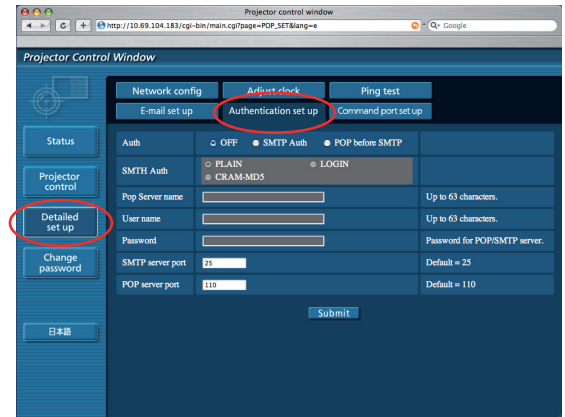 Projector control window
http://10.69.104.183/cgi-bin/main.cgi?page=POP_SET&lang=e
Google
Projector Control Window
Network config Adjust clock Ping test
E-mail set up Authentication set up Command port set up
Status
Projector control
Detailed set up
Change password
日本語
Auth OFF SMTP Auth POP before SMTP
SMTH Auth PLAIN LOGIN
CRAM-MD5
Pop Server name Up to 63 characters.
User name Up to 63 characters.
Password Password for POP/SMTP server.
SMTP server port 25 Default = 25
POP server port 110 Default = 110
Submit